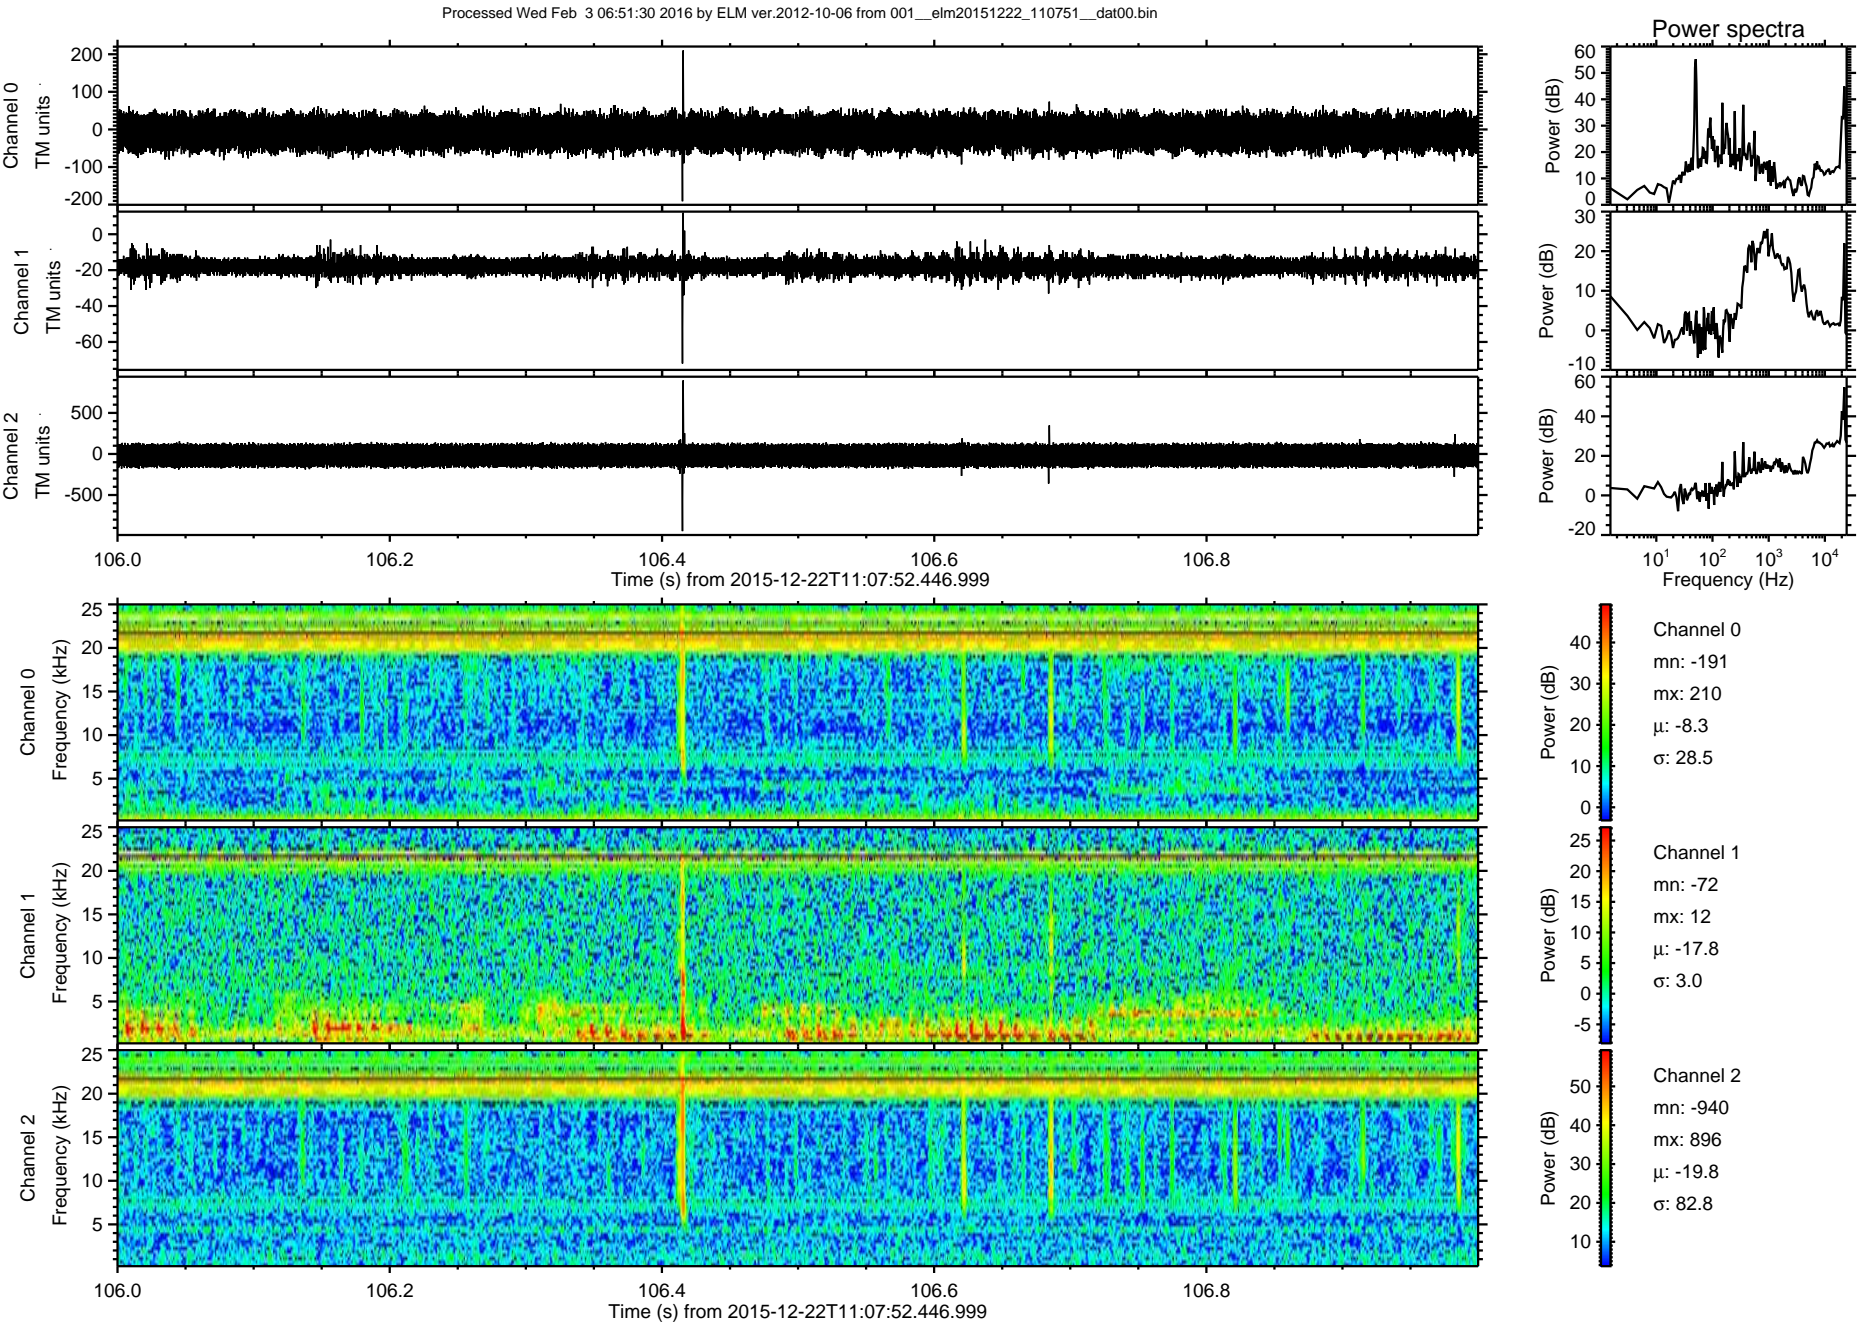 Processed Wed Feb  3 06:51:30 2016 by ELM ver.2012-10-06 from 001__elm20151222_110751__dat00.bin
Power spectra
Channel 0
TM units
200
100
0
-100
-200
Power (dB)
60
50
40
30
20
10
0
Channel 1
TM units
0
-20
-40
-60
Power (dB)
30
20
10
0
-10
Channel 2
TM units
500
0
-500
Power (dB)
60
40
20
0
-20
106.0 106.2 106.4 106.6 106.8
Time (s) from 2015-12-22T11:07:52.446.999
10¹ 10² 10³ 10⁴
Frequency (Hz)
Channel 0
Frequency (kHz)
25
20
15
10
5
Power (dB)
40
30
20
10
0
Channel 0
mn: -191
mx: 210
μ: -8.3
σ: 28.5
Channel 1
Frequency (kHz)
25
20
15
10
5
Power (dB)
25
20
15
10
5
0
-5
Channel 1
mn: -72
mx: 12
μ: -17.8
σ: 3.0
Channel 2
Frequency (kHz)
25
20
15
10
5
Power (dB)
50
40
30
20
10
Channel 2
mn: -940
mx: 896
μ: -19.8
σ: 82.8
106.0 106.2 106.4 106.6 106.8
Time (s) from 2015-12-22T11:07:52.446.999